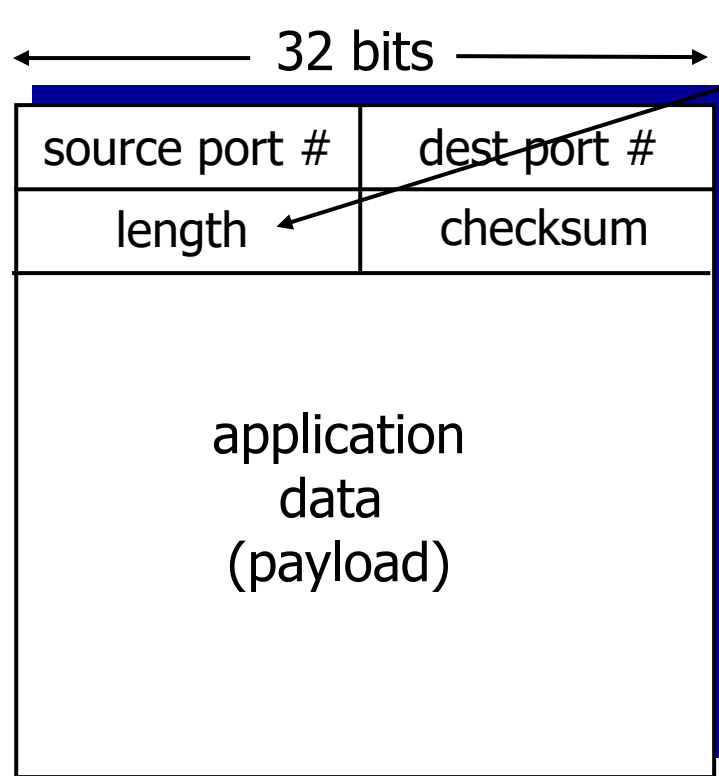 32 bits
source port # dest port #
length checksum
application
data
(payload)